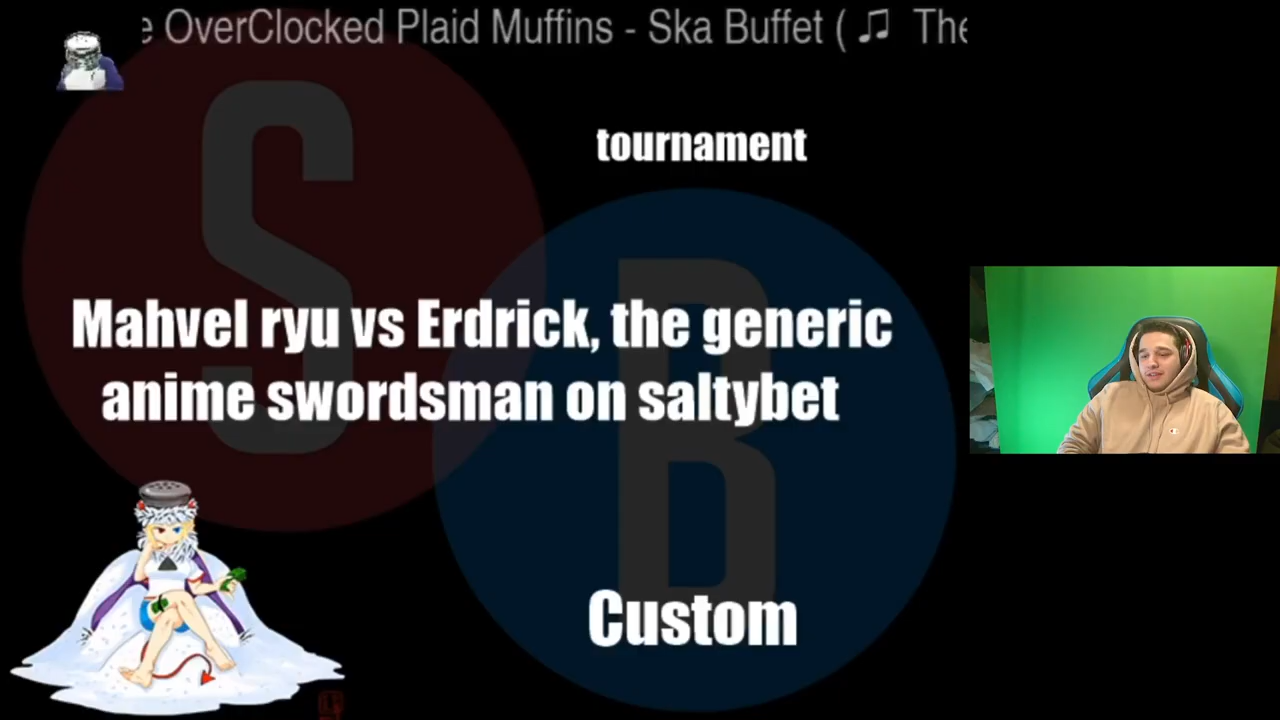 e OverClocked Plaid Muffins - Ska Buffet ( ♫ The
tournament
S
B
Mahvel ryu vs Erdrick, the generic
anime swordsman on saltybet
Custom